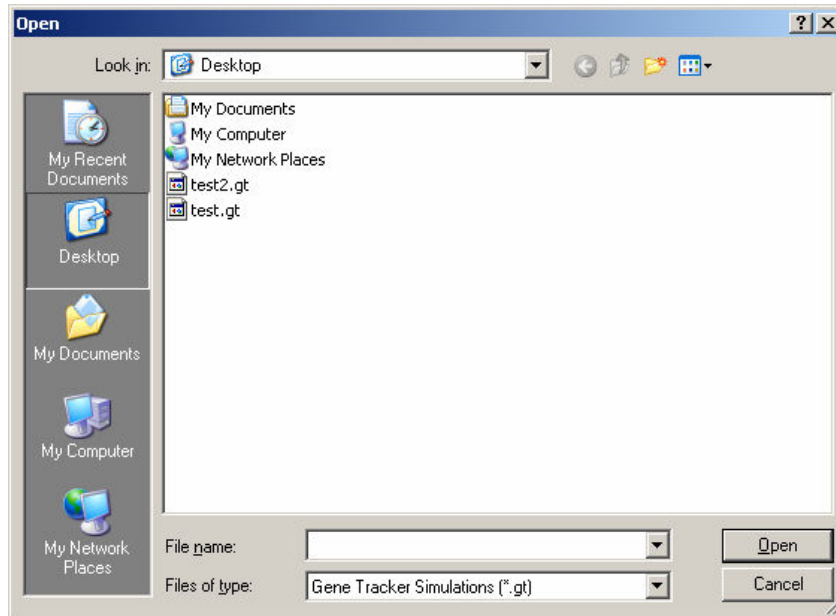 Open
Look in:
Desktop
My Recent
Documents
Desktop
My Documents
My Computer
My Network
Places
My Documents
My Computer
My Network Places
test2.gt
test.gt
File name:
Open
Files of type:
Gene Tracker Simulations (*.gt)
Cancel